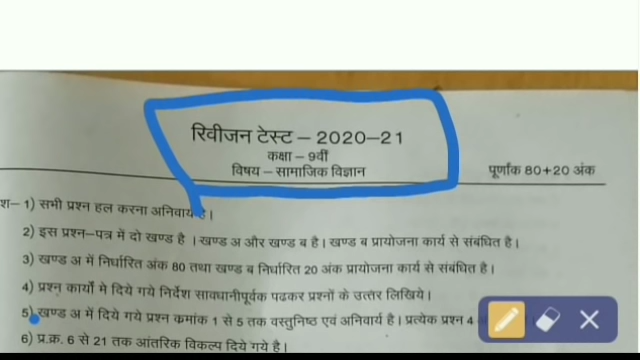 रिवीजन टेस्ट – 2020–21
कक्षा – 9वीं
विषय – सामाजिक विज्ञान
पूर्णांक 80+20 अंक
श– 1) सभी प्रश्न हल करना अनिवार्य है।
2) इस प्रश्न–पत्र में दो खण्ड है । खण्ड अ और खण्ड ब है। खण्ड ब प्रायोजना कार्य से संबंधित है।
3) खण्ड अ में निर्धारित अंक 80 तथा खण्ड ब निर्धारित 20 अंक प्रायोजना कार्य से संबंधित है।
4) प्रश्न कार्यो मे दिये गये निर्देश सावधानीपूर्वक पढकर प्रश्नों के उत्तर लिखिये।
5) खण्ड अ में दिये गये प्रश्न कमांक 1 से 5 तक वस्तुनिष्ठ एवं अनिवार्य है। प्रत्येक प्रश्न 4
6) प्र.क्र. 6 से 21 तक आंतरिक विकल्प दिये गये है।